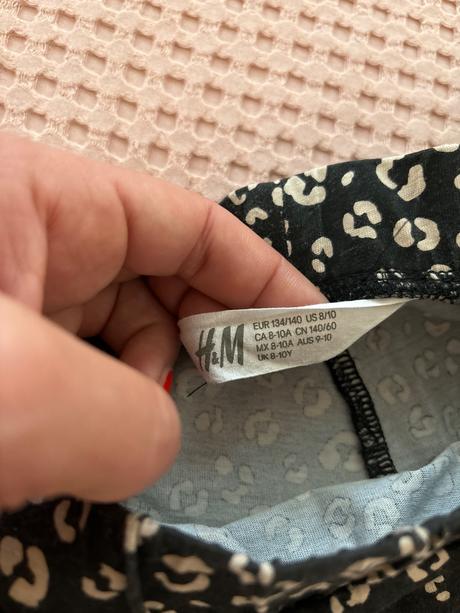 H&M
EUR 134/140 US 8/10
CA 8-10A CN 140/60
MX 8-10A AUS 9-10
UK 8-10Y